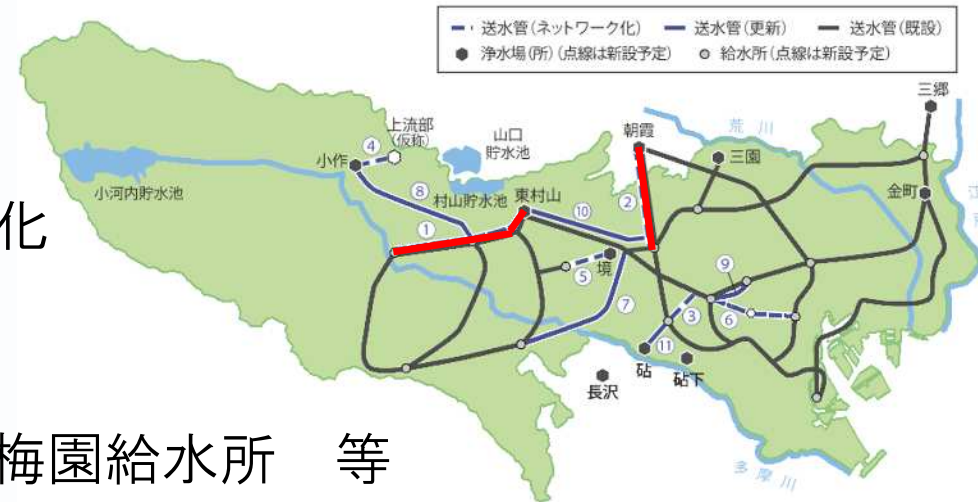 送水管(ネットワーク化) 送水管(更新) 送水管(既設)
浄水場(所)(点線は新設予定) 給水所(点線は新設予定)
三郷
朝霞
荒川
上流部
(仮称)
山口
貯水池
④
小作
三園
小河内貯水池
⑧
村山貯水池
東村山
⑩
②
金町
江
化
①
境
⑨
⑤
⑦
③
⑥
⑪
砧
砧下
長沢
多摩川
梅園給水所 等